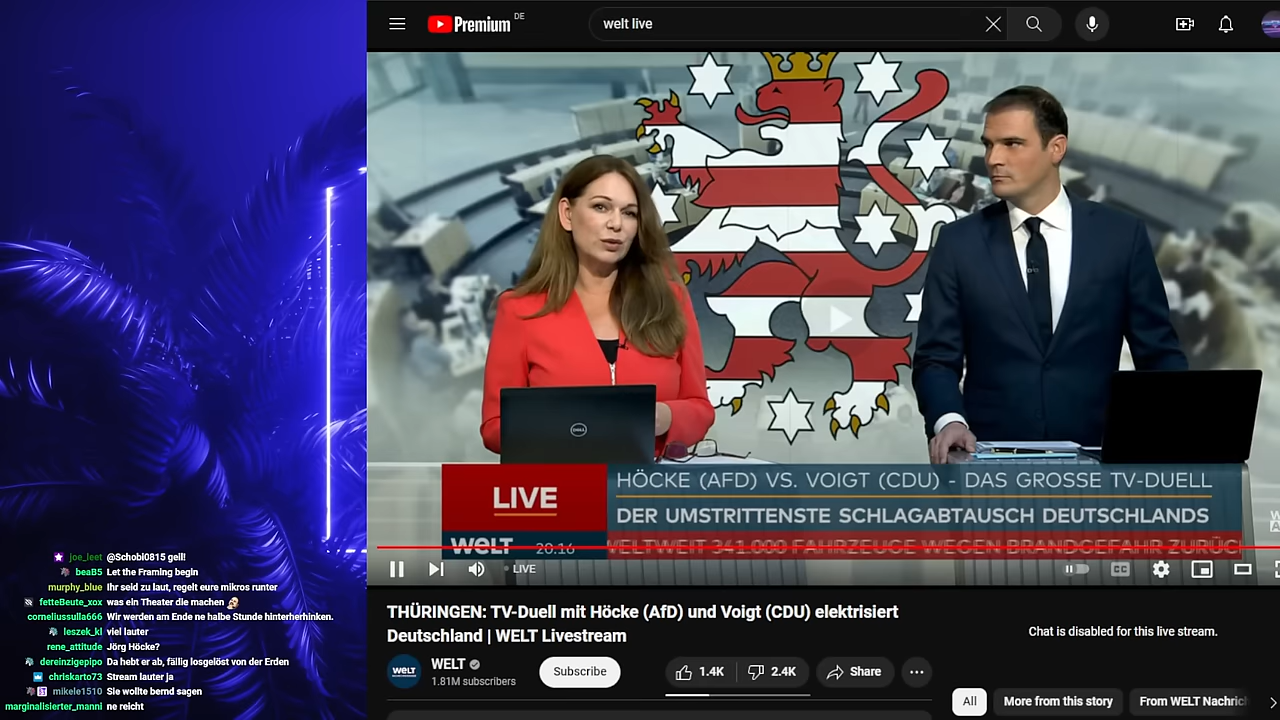 Premium DE
welt live
HÖCKE (AFD) VS. VOIGT (CDU) - DAS GROSSE TV-DUELL
LIVE
DER UMSTRITTENSTE SCHLAGABTAUSCH DEUTSCHLANDS
welt 20:16 WELTWEIT 341.000 FAHRZEUGE WEGEN BRANDGEFAHR ZURÜC
DELL
LIVE
CC
THÜRINGEN: TV-Duell mit Höcke (AfD) und Voigt (CDU) elektrisiert
Deutschland | WELT Livestream
welt
WELT
1.81M subscribers
Subscribe
1.4K
2.4K
Share
Chat is disabled for this live stream.
All
More from this story
From WELT Nachric
joe_leet @Schobl0815 geil!
beaB5 Let the Framing begin
murphy_blue Ihr seid zu laut, regelt eure mikros runter
fetteBeute_xox was ein Theater die machen
corneliussulla666 Wir werden am Ende ne halbe Stunde hinterherhinken.
leszek_kl viel lauter
rene_attitude Jörg Höcke?
dereinzigepipo Da hebt er ab, fällig losgelöst von der Erden
chriskarto73 Stream lauter ja
mikele1510 Sie wollte bernd sagen
marginalisierter_manni ne reicht